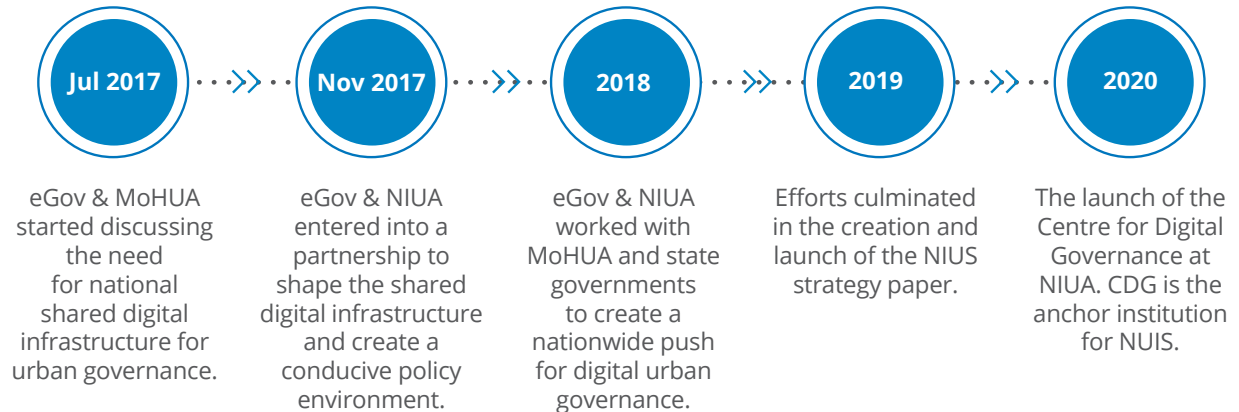 Jul 2017
eGov & MoHUA
started discussing
the need
for national
shared digital
infrastructure for
urban governance.
Nov 2017
eGov & NIUA
entered into a
partnership to
shape the shared
digital infrastructure
and create a
conducive policy
environment.
2018
eGov & NIUA
worked with
MoHUA and state
governments
to create a
nationwide push
for digital urban
governance.
2019
Efforts culminated
in the creation and
launch of the NIUS
strategy paper.
2020
The launch of the
Centre for Digital
Governance at
NIUA. CDG is the
anchor institution
for NUIS.